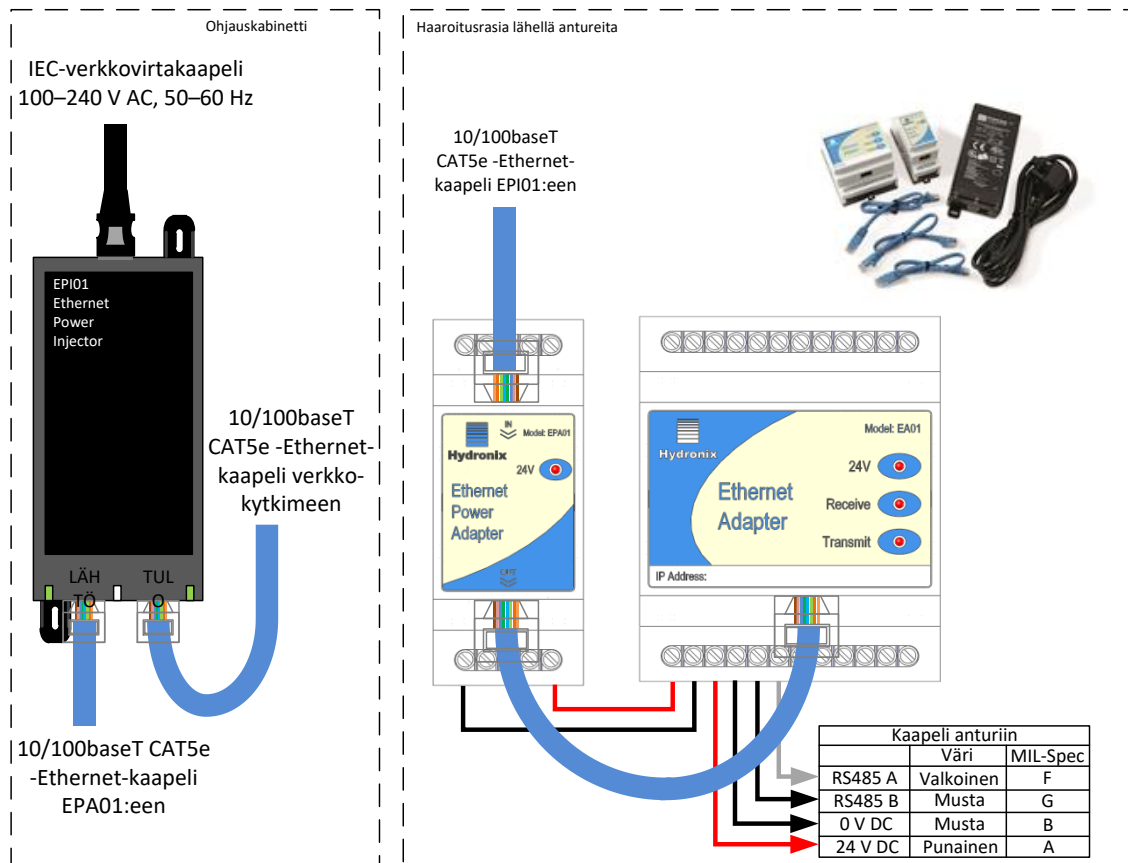 Ohjauskabinetti
IEC-verkkovirtakaapeli
100–240 V AC, 50–60 Hz
EPI01
Ethernet
Power
Injector
10/100baseT
CAT5e -Ethernet-
kaapeli verkko-
kytkimeen
LÄH
TÖ
TUL
O
10/100baseT CAT5e
-Ethernet-kaapeli
EPA01:een
Haaroitusrasia lähellä antureita
10/100baseT
CAT5e -Ethernet-
kaapeli EPI01:een
IN
Model: EPA01
Hydronix
24V
Ethernet
Power
Adapter
OUT
Model: EA01
Hydronix
24V
Ethernet
Adapter
Receive
Transmit
IP Address:
Kaapeli anturiin
Väri MIL-Spec
RS485 A Valkoinen F
RS485 B Musta G
0 V DC Musta B
24 V DC Punainen A